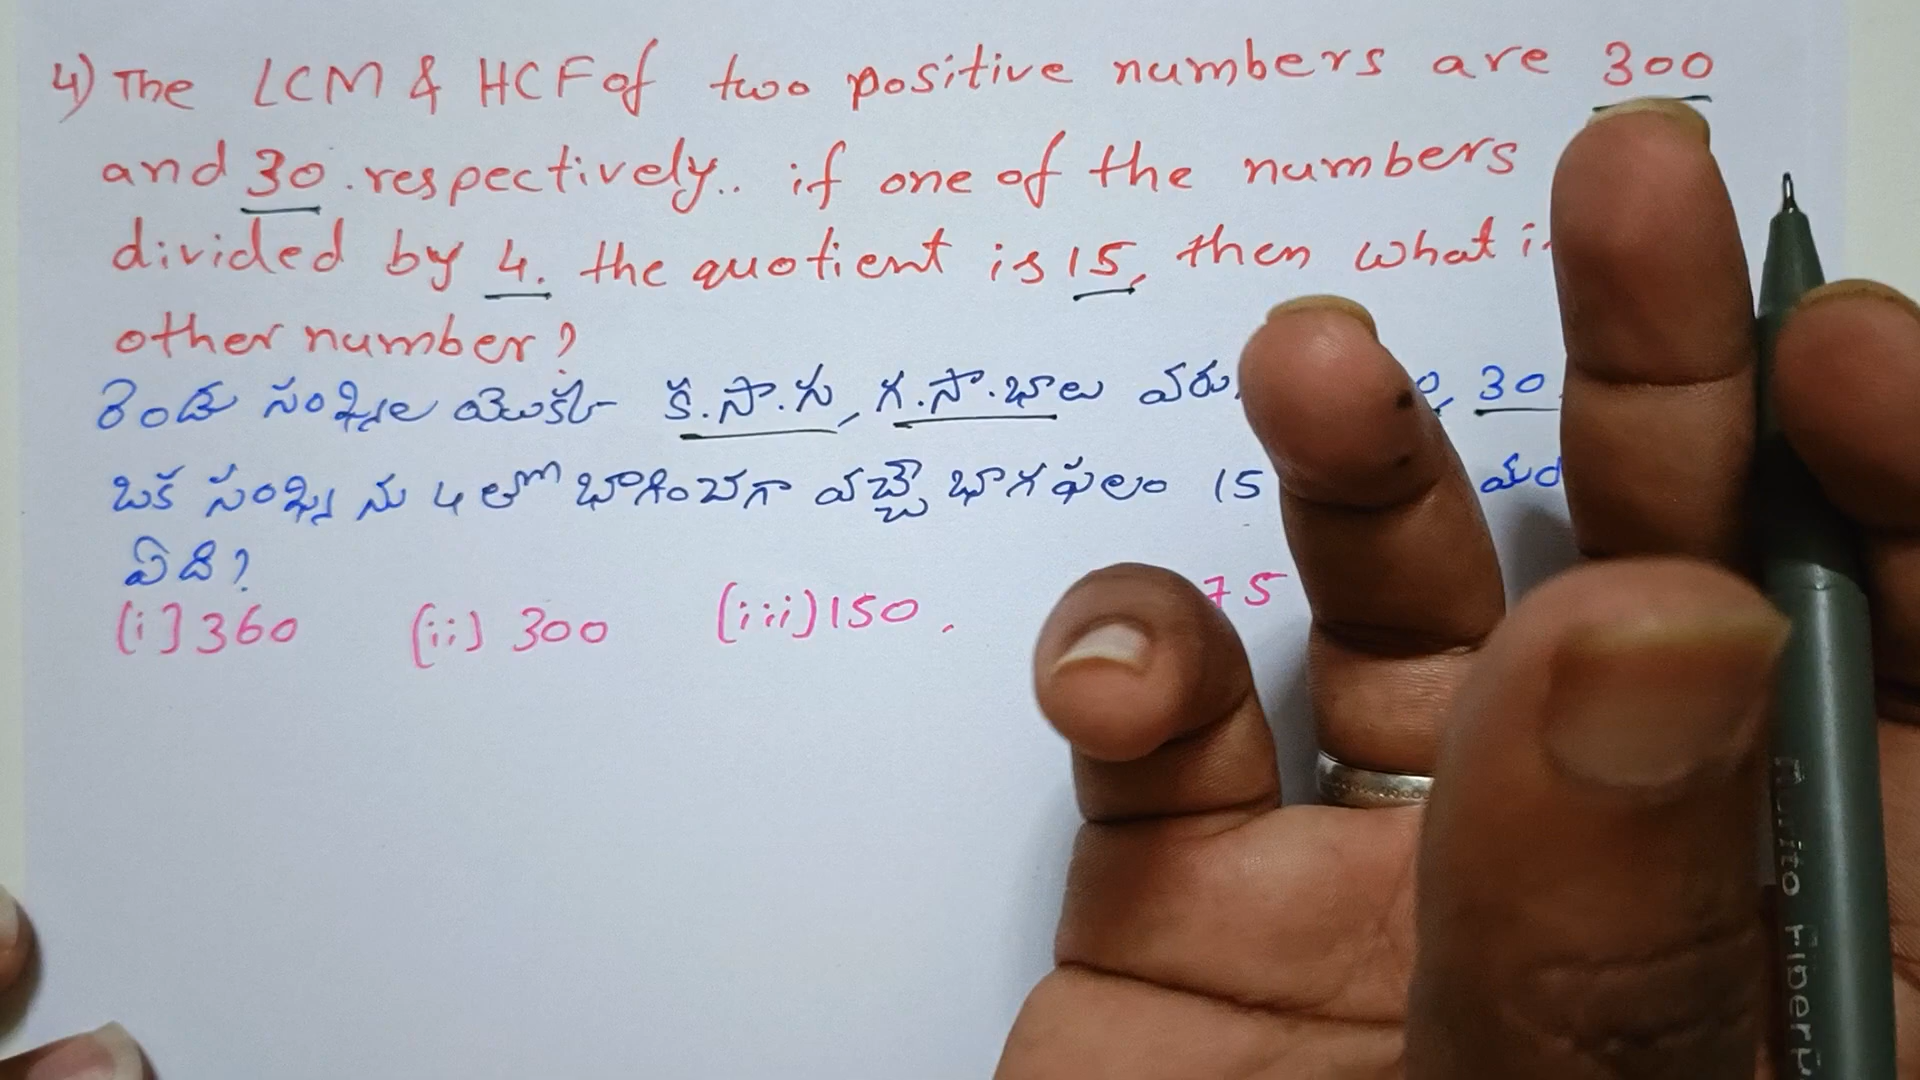 4) The LCM & HCF of two positive numbers are 300
and 30 . respectively.. if one of the numbers
divided by 4. the quotient is 15, then what
other number?
రెండు సంఖ్యల యొక్క క.సా.గు, గ.సా.భాలు వరు 30
ఒక సంఖ్య ను 4 తో భాగించగా వచ్చే భాగఫలం 15
ఏది?
(i) 360 (ii) 300 (iii) 150. 75